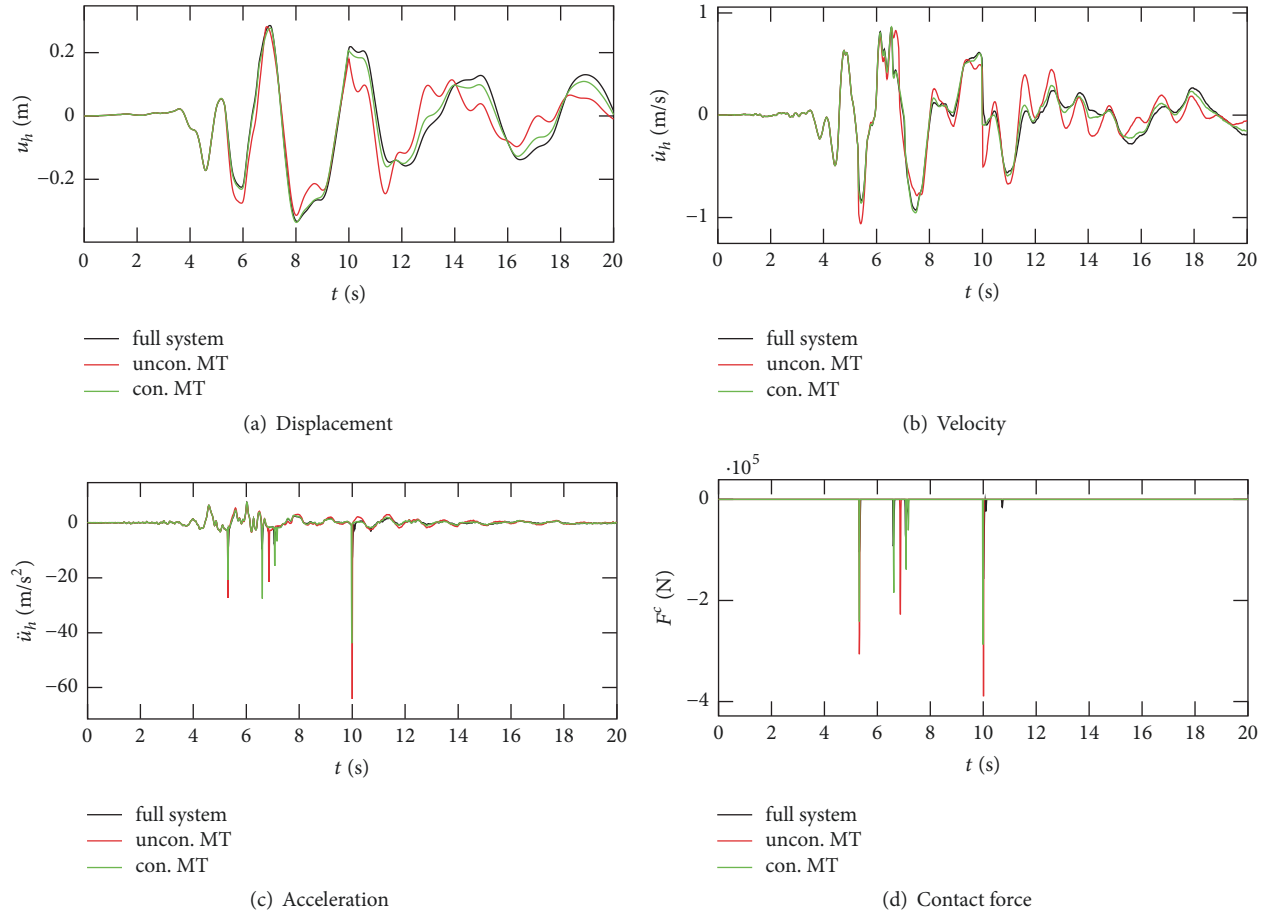 0.2
0
−0.2
u_h (m)
0 2 4 6 8 10 12 14 16 18 20
t (s)
full system
uncon. MT
con. MT
(a) Displacement
1
0
−1
u̇_h (m/s)
0 2 4 6 8 10 12 14 16 18 20
t (s)
full system
uncon. MT
con. MT
(b) Velocity
0
−20
−40
−60
ü_h (m/s²)
0 2 4 6 8 10 12 14 16 18 20
t (s)
full system
uncon. MT
con. MT
(c) Acceleration
·10⁵
0
−2
−4
F^c (N)
0 2 4 6 8 10 12 14 16 18 20
t (s)
full system
uncon. MT
con. MT
(d) Contact force